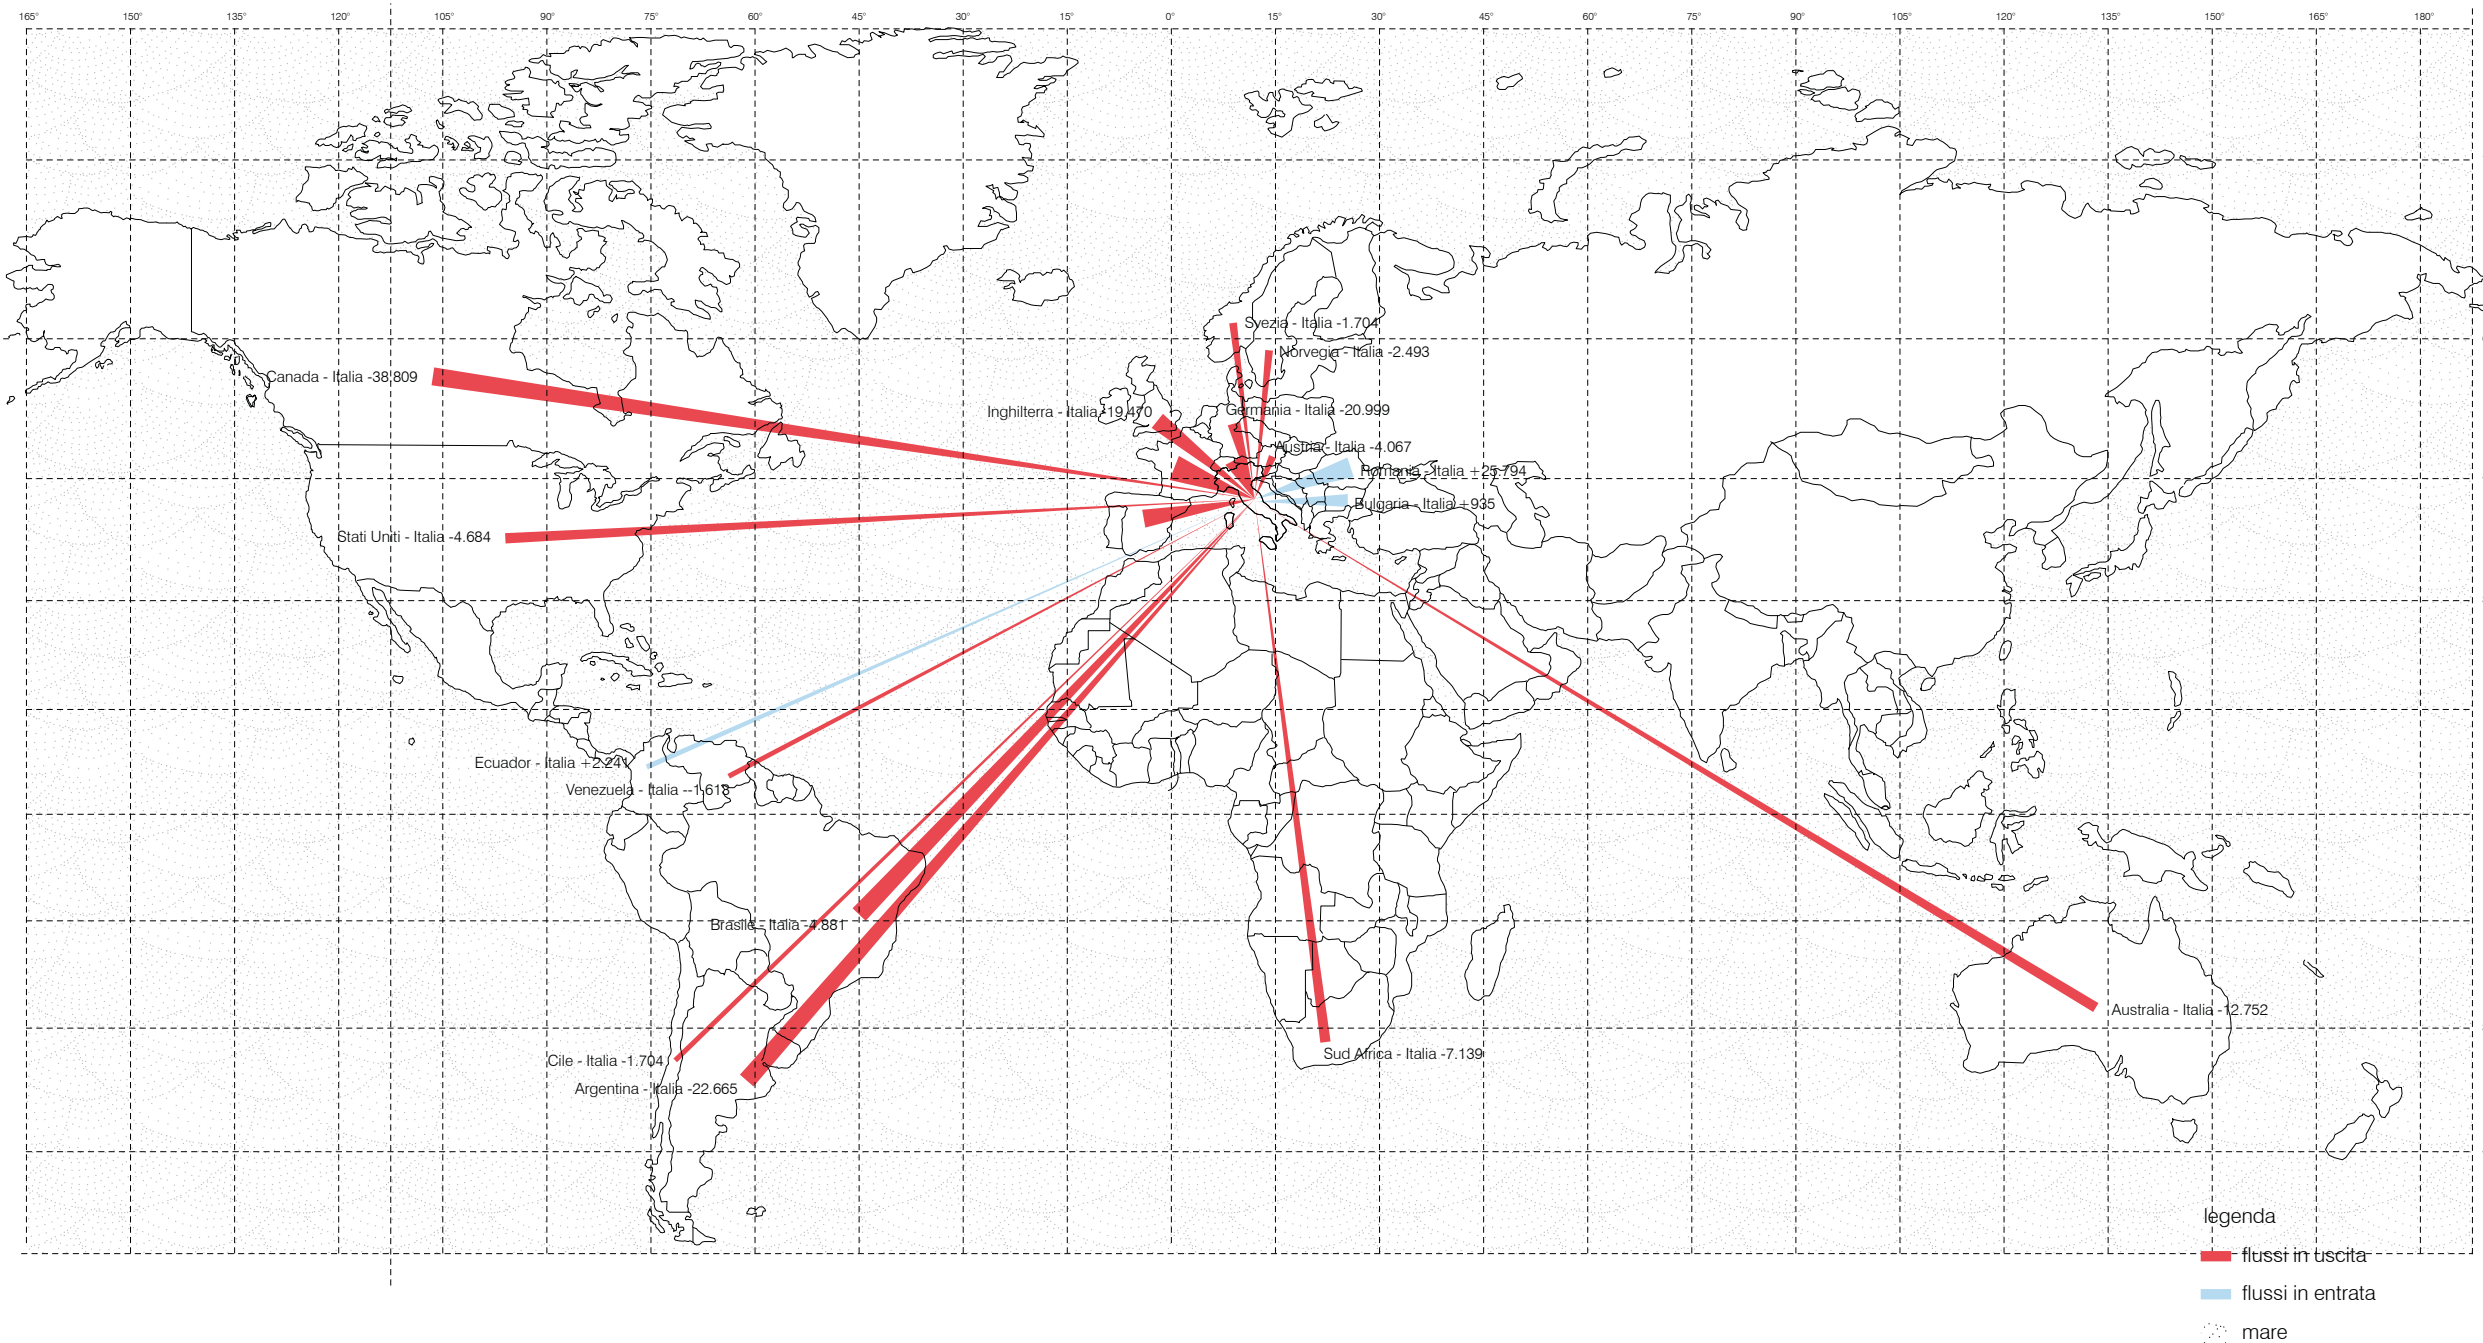 165° 150° 135° 120° 105° 90° 75° 60° 45° 30° 15° 0° 15° 30° 45° 60° 75° 90° 105° 120° 135° 150° 165° 180°
Svezia - Italia -1.704
Norvegia - Italia -2.493
Canada - Italia -38.809
Inghilterra - Italia -19.470
Germania - Italia -20.999
Austria - Italia -4.067
Romania - Italia +25.794
Bulgaria - Italia +935
Stati Uniti - Italia -4.684
Ecuador - Italia +2.241
Venezuela - Italia --1.618
Brasile - Italia -4.881
Australia - Italia -12.752
Sud Africa - Italia -7.139
Cile - Italia -1.704
Argentina - Italia -22.665
legenda
flussi in uscita
flussi in entrata
mare